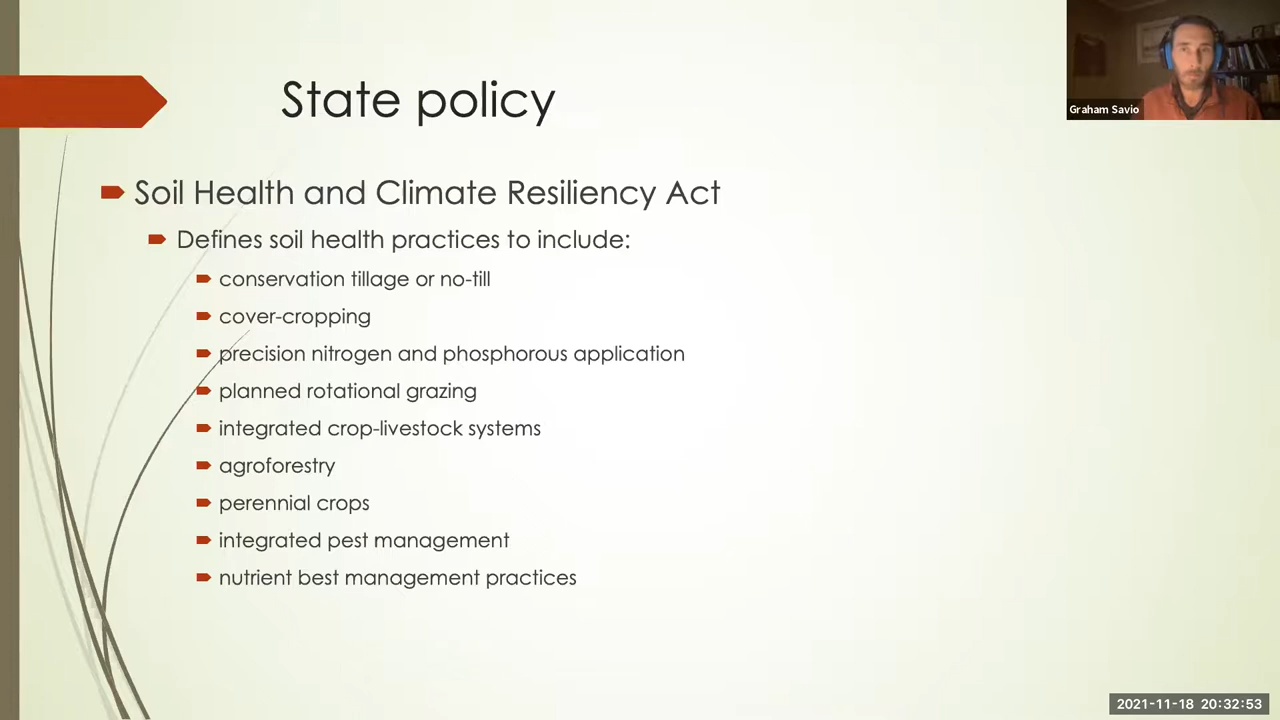 State policy
Graham Savio
Soil Health and Climate Resiliency Act
Defines soil health practices to include:
conservation tillage or no-till
cover-cropping
precision nitrogen and phosphorous application
planned rotational grazing
integrated crop-livestock systems
agroforestry
perennial crops
integrated pest management
nutrient best management practices
2021-11-18 20:32:53